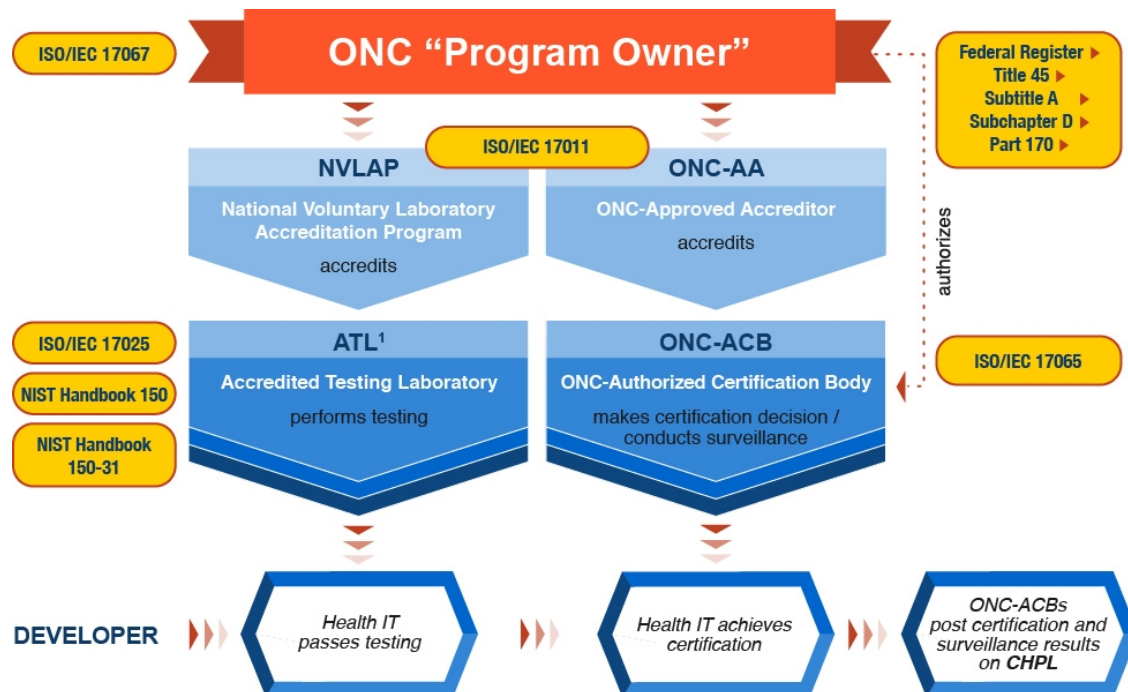 ISO/IEC 17067
ONC “Program Owner”
Federal Register
Title 45
Subtitle A
Subchapter D
Part 170
ISO/IEC 17011
NVLAP
National Voluntary Laboratory
Accreditation Program
accredits
ONC-AA
ONC-Approved Accreditor
accredits
authorizes
ISO/IEC 17025
NIST Handbook 150
NIST Handbook
150-31
ATL¹
Accredited Testing Laboratory
performs testing
ONC-ACB
ONC-Authorized Certification Body
makes certification decision /
conducts surveillance
ISO/IEC 17065
DEVELOPER
Health IT
passes testing
Health IT achieves
certification
ONC-ACBs
post certification and
surveillance results
on CHPL